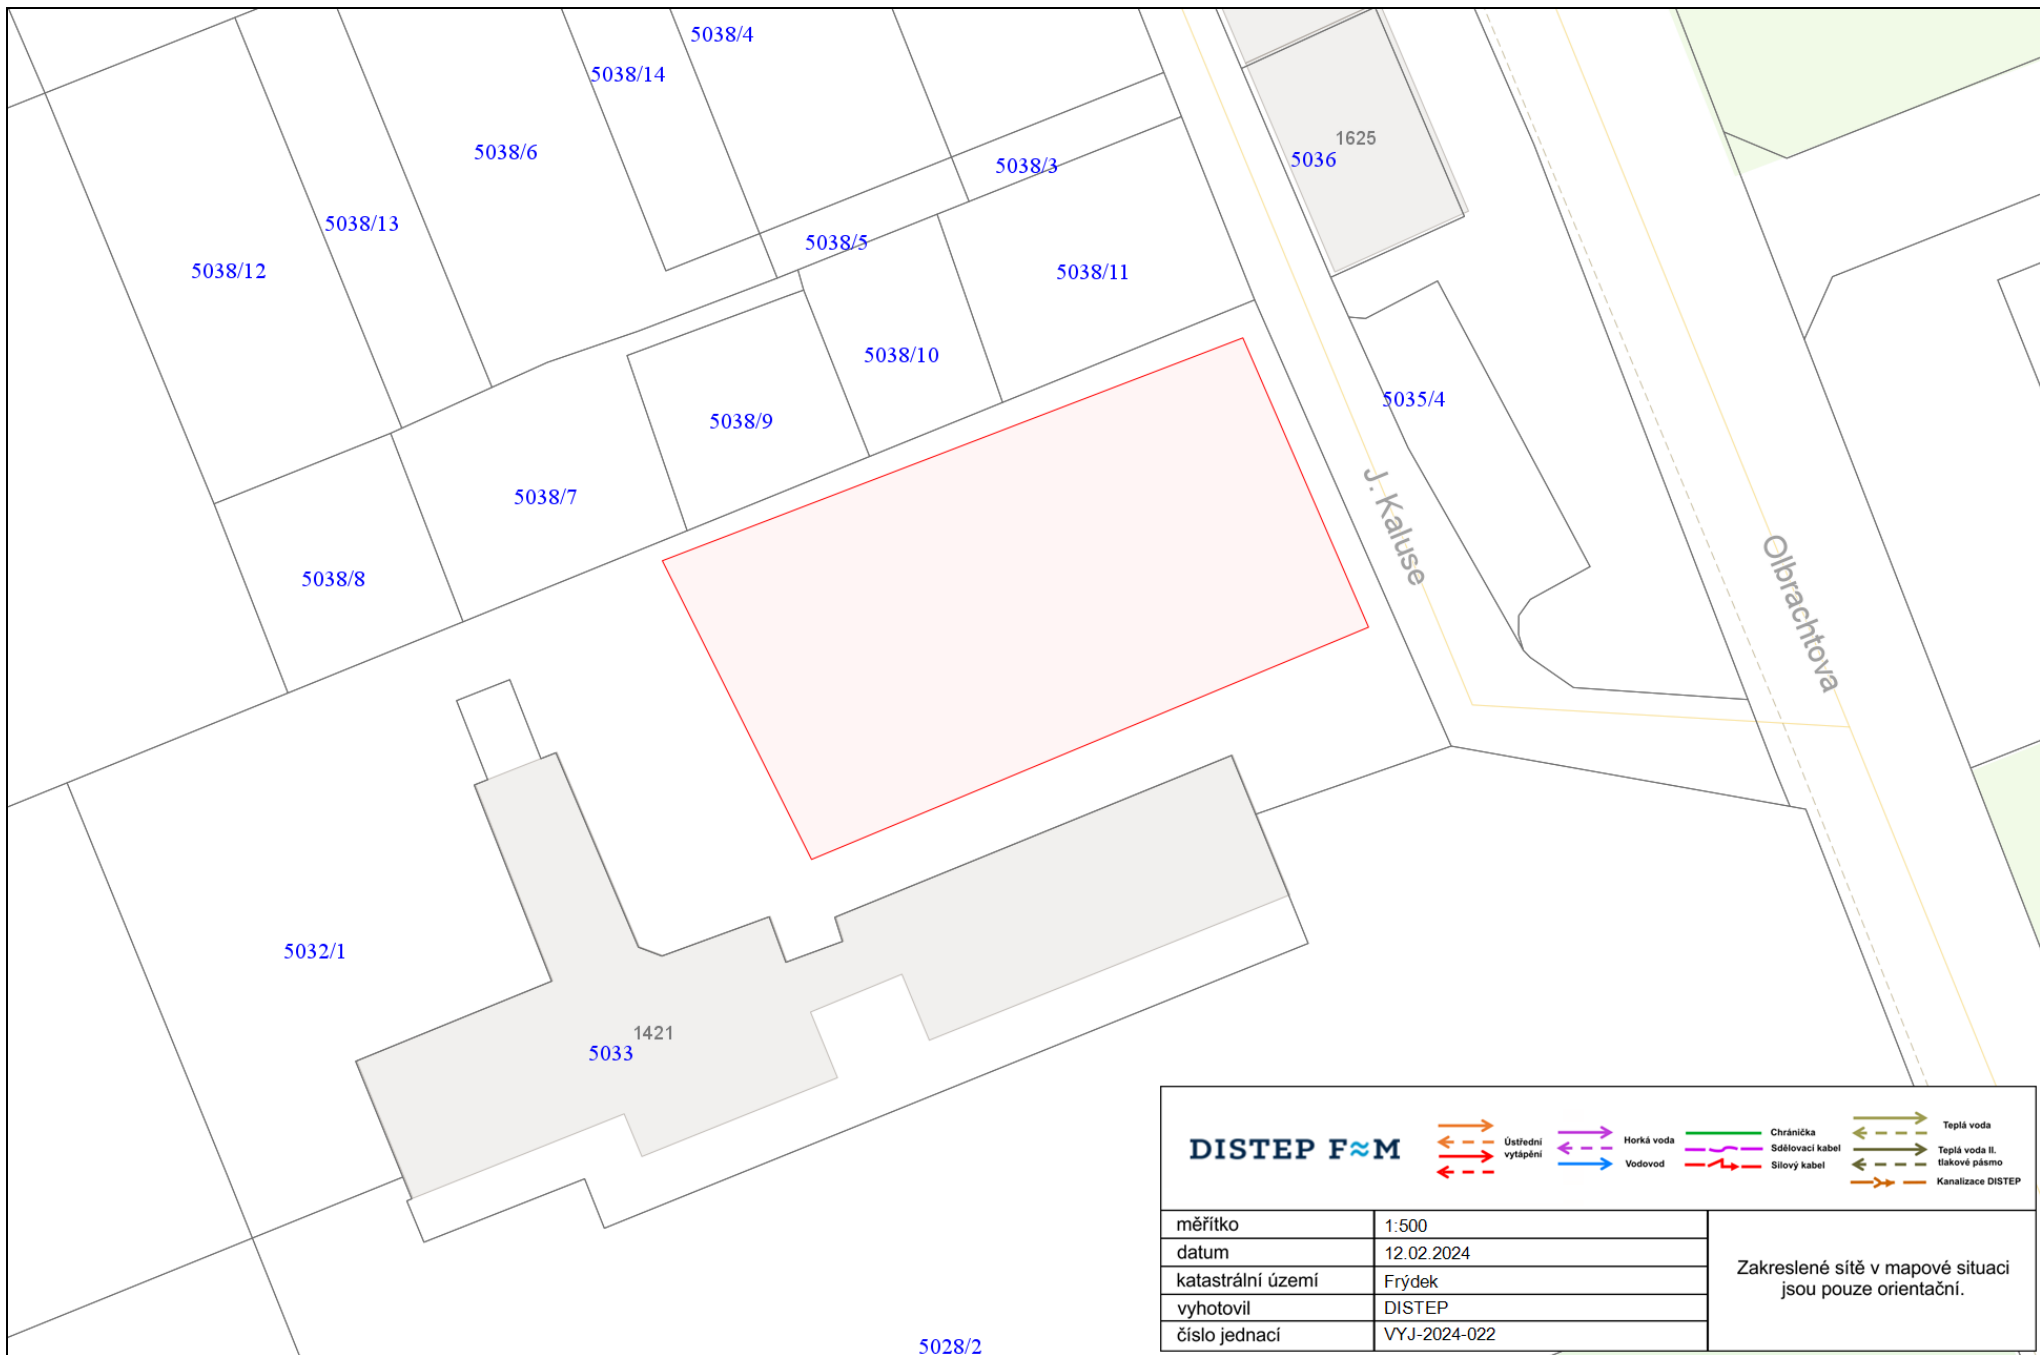 5038/4
5038/14
5038/6
5038/3
1625
5036
5038/13
5038/5
5038/12
5038/11
5038/10
5035/4
5038/9
5038/7
J. Kaluse
5038/8
Olbrachtova
5032/1
1421
5033
5028/2
DISTEP F≈M
Ústřední
vytápění
Horká voda
Vodovod
Chránička
Sdělovací kabel
Silový kabel
Teplá voda
Teplá voda II.
tlakové pásmo
Kanalizace DISTEP
měřítko 1:500
datum 12.02.2024
katastrální území Frýdek
vyhotovil DISTEP
číslo jednací VYJ-2024-022
Zakreslené sítě v mapové situaci
jsou pouze orientační.